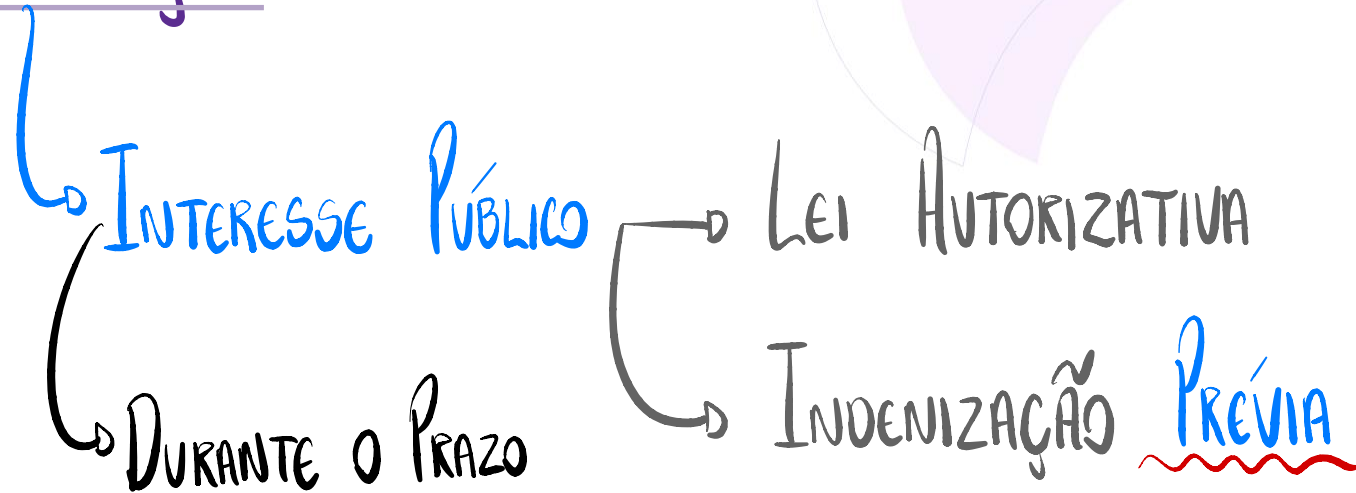 INTERESSE PÚBLICO
LEI AUTORIZATIVA
DURANTE O PRAZO
INDENIZAÇÃO PRÉVIA